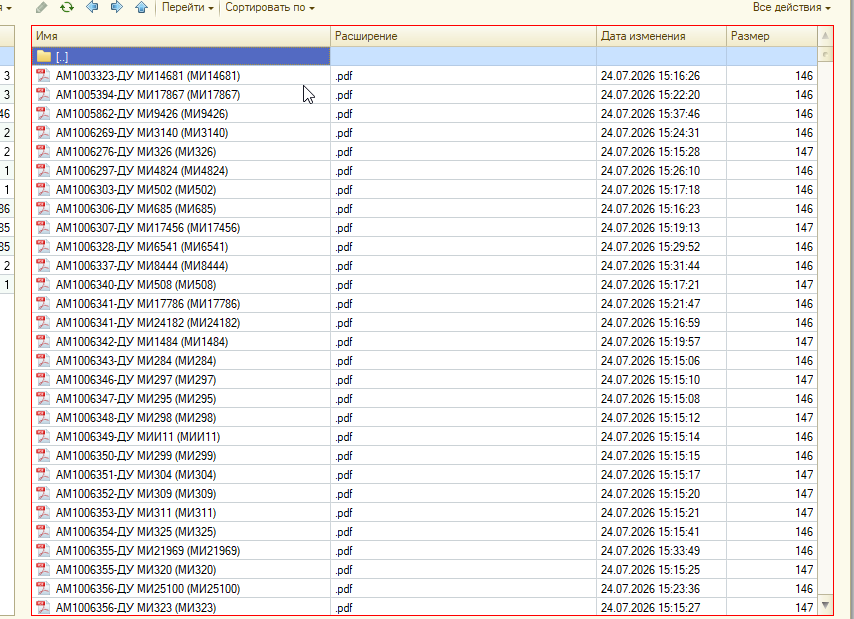 я Перейти Сортировать по Все действия
Имя Расширение Дата изменения Размер
[..]
3 АМ1003323-ДУ МИ14681 (МИ14681) .pdf 24.07.2026 15:16:26 146
3 АМ1005394-ДУ МИ17867 (МИ17867) .pdf 24.07.2026 15:22:20 146
46 АМ1005862-ДУ МИ9426 (МИ9426) .pdf 24.07.2026 15:37:46 146
2 АМ1006269-ДУ МИ3140 (МИ3140) .pdf 24.07.2026 15:24:31 146
2 АМ1006276-ДУ МИ326 (МИ326) .pdf 24.07.2026 15:15:28 147
1 АМ1006297-ДУ МИ4824 (МИ4824) .pdf 24.07.2026 15:26:10 146
1 АМ1006303-ДУ МИ502 (МИ502) .pdf 24.07.2026 15:17:18 146
86 АМ1006306-ДУ МИ685 (МИ685) .pdf 24.07.2026 15:16:23 146
85 АМ1006307-ДУ МИ17456 (МИ17456) .pdf 24.07.2026 15:19:13 147
85 АМ1006328-ДУ МИ6541 (МИ6541) .pdf 24.07.2026 15:29:52 146
2 АМ1006337-ДУ МИ8444 (МИ8444) .pdf 24.07.2026 15:31:44 146
1 АМ1006340-ДУ МИ508 (МИ508) .pdf 24.07.2026 15:17:21 147
АМ1006341-ДУ МИ17786 (МИ17786) .pdf 24.07.2026 15:21:47 146
АМ1006341-ДУ МИ24182 (МИ24182) .pdf 24.07.2026 15:16:59 146
АМ1006342-ДУ МИ1484 (МИ1484) .pdf 24.07.2026 15:19:57 147
АМ1006343-ДУ МИ284 (МИ284) .pdf 24.07.2026 15:15:06 146
АМ1006346-ДУ МИ297 (МИ297) .pdf 24.07.2026 15:15:10 147
АМ1006347-ДУ МИ295 (МИ295) .pdf 24.07.2026 15:15:08 146
АМ1006348-ДУ МИ298 (МИ298) .pdf 24.07.2026 15:15:12 147
АМ1006349-ДУ МИИ11 (МИИ11) .pdf 24.07.2026 15:15:14 146
АМ1006350-ДУ МИ299 (МИ299) .pdf 24.07.2026 15:15:15 146
АМ1006351-ДУ МИ304 (МИ304) .pdf 24.07.2026 15:15:17 147
АМ1006352-ДУ МИ309 (МИ309) .pdf 24.07.2026 15:15:20 147
АМ1006353-ДУ МИ311 (МИ311) .pdf 24.07.2026 15:15:21 147
АМ1006354-ДУ МИ325 (МИ325) .pdf 24.07.2026 15:15:41 146
АМ1006355-ДУ МИ21969 (МИ21969) .pdf 24.07.2026 15:33:49 146
АМ1006355-ДУ МИ320 (МИ320) .pdf 24.07.2026 15:15:25 147
АМ1006356-ДУ МИ25100 (МИ25100) .pdf 24.07.2026 15:23:36 146
АМ1006356-ДУ МИ323 (МИ323) .pdf 24.07.2026 15:15:27 147